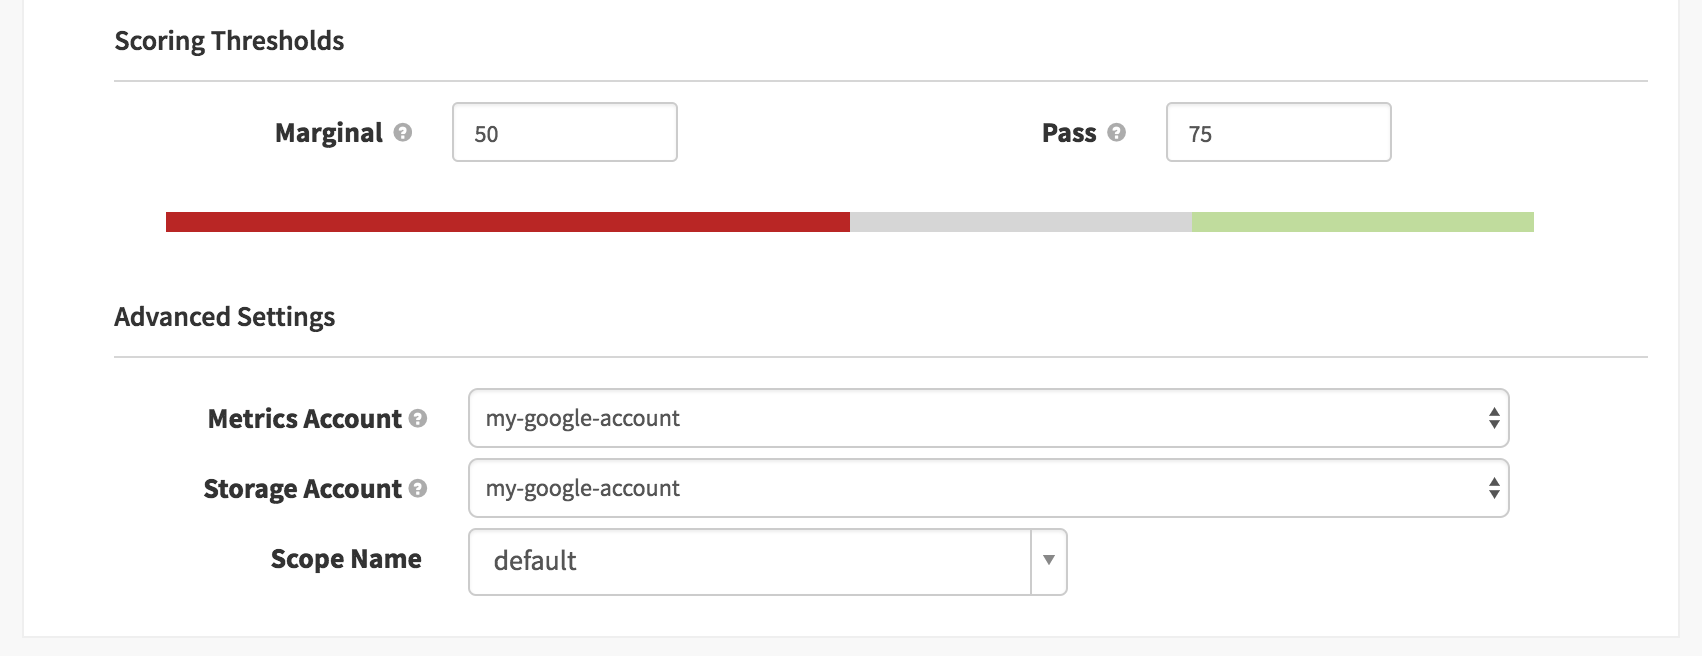 Scoring Thresholds
Marginal ? 50 Pass ? 75
Advanced Settings
Metrics Account ? my-google-account
Storage Account ? my-google-account
Scope Name default